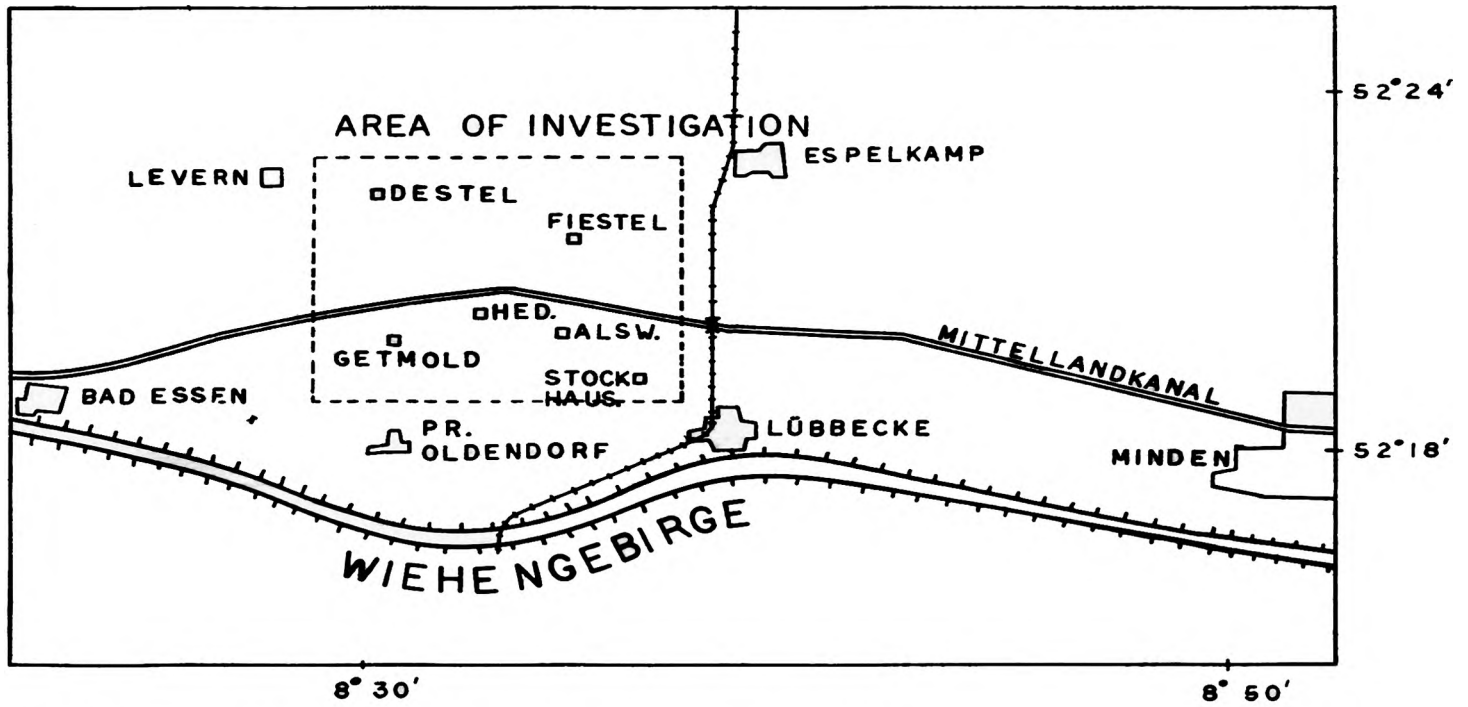 52°24'
AREA OF INVESTIGATION
ESPELKAMP
LEVERN
DESTEL
FIESTEL
HED.
ALSW.
GETMOLD
MITTELLANDKANAL
STOCK
HAUS.
BAD ESSEN
PR.
OLDENDORF
LÜBBECKE
52°18'
MINDEN
WIEHENGEBIRGE
8°30'
8°50'